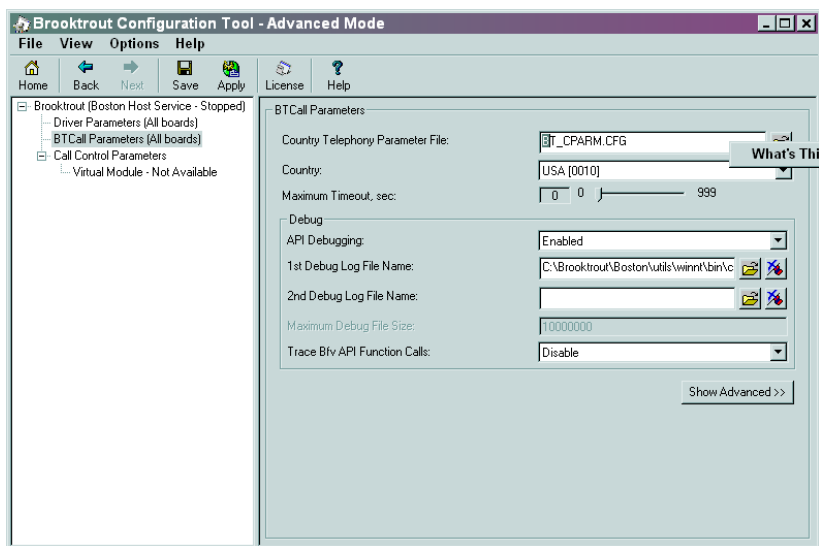 Brooktrout Configuration Tool - Advanced Mode
File View Options Help
Home Back Next Save Apply License Help
Brooktrout (Boston Host Service - Stopped)
Driver Parameters (All boards)
BTCall Parameters (All boards)
Call Control Parameters
Virtual Module - Not Available
BTCall Parameters
Country Telephony Parameter File: BT_CPARM.CFG
What's Thi
Country: USA [0010]
Maximum Timeout, sec: 0 0 999
Debug
API Debugging: Enabled
1st Debug Log File Name: C:\Brooktrout\Boston\utils\winnt\bin\c
2nd Debug Log File Name:
Maximum Debug File Size: 10000000
Trace Bfv API Function Calls: Disable
Show Advanced >>